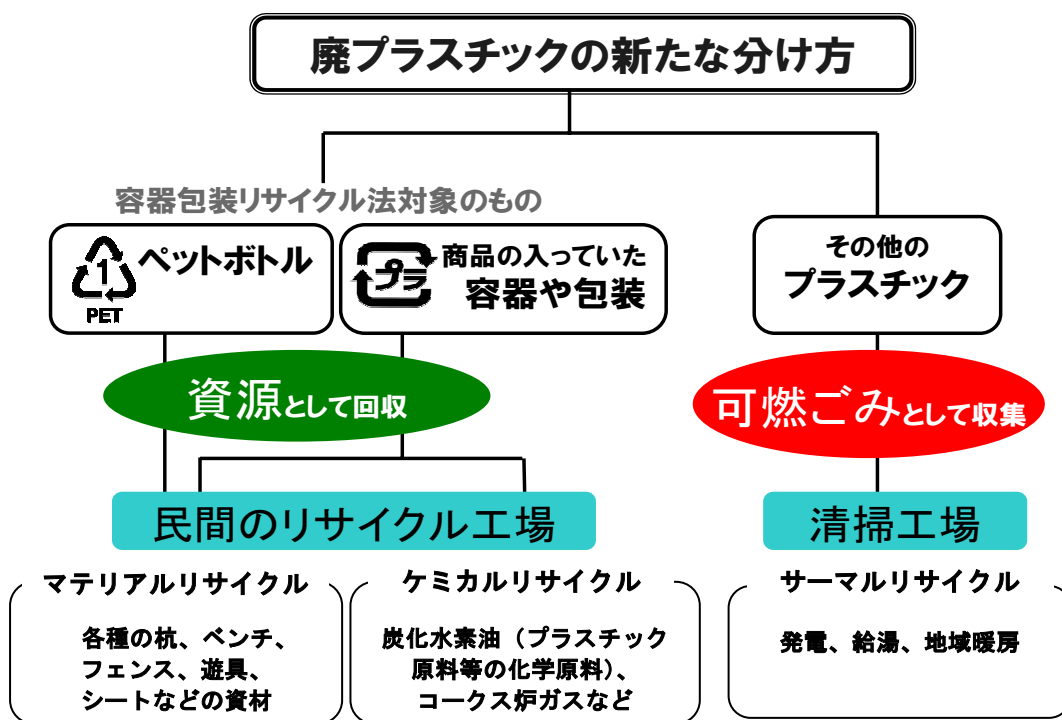 廃プラスチックの新たな分け方
容器包装リサイクル法対象のもの
1
PET
ペットボトル
プラ
商品の入っていた
容器や包装
その他の
プラスチック
資源として回収
可燃ごみとして収集
民間のリサイクル工場
清掃工場
マテリアルリサイクル
各種の杭、ベンチ、
フェンス、遊具、
シートなどの資材
ケミカルリサイクル
炭化水素油（プラスチック
原料等の化学原料）、
コークス炉ガスなど
サーマルリサイクル
発電、給湯、地域暖房